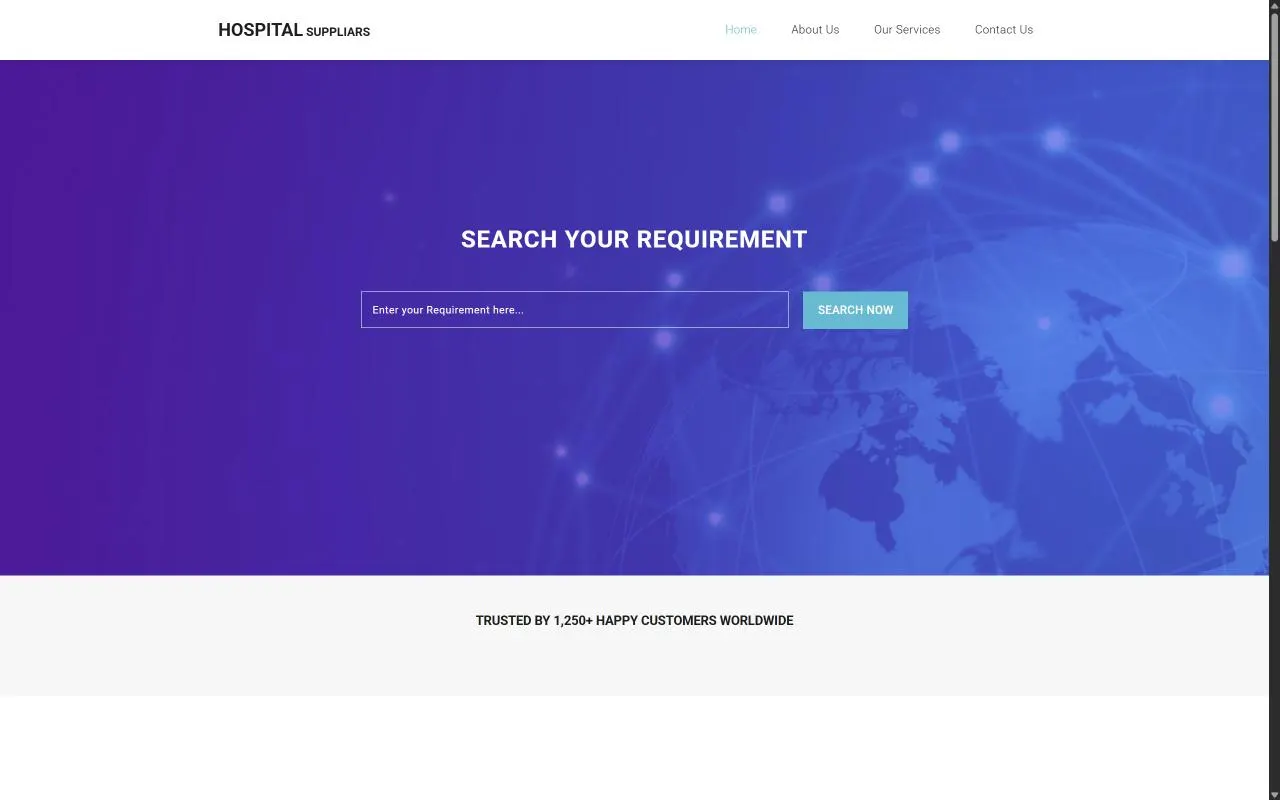 HOSPITAL SUPPLIARS
Home
About Us
Our Services
Contact Us
SEARCH YOUR REQUIREMENT
Enter your Requirement here...
SEARCH NOW
TRUSTED BY 1,250+ HAPPY CUSTOMERS WORLDWIDE